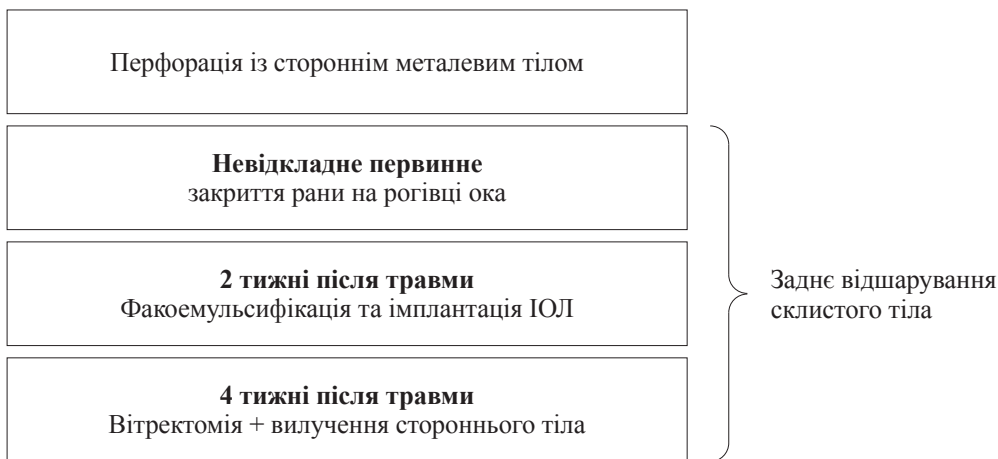 Перфорація із стороннім металевим тілом
Невідкладне первинне
закриття рани на рогівці ока
2 тижні після травми
Факоемульсифікація та імплантація ІОЛ
4 тижні після травми
Вітректомія + вилучення стороннього тіла
Заднє відшарування
склистого тіла